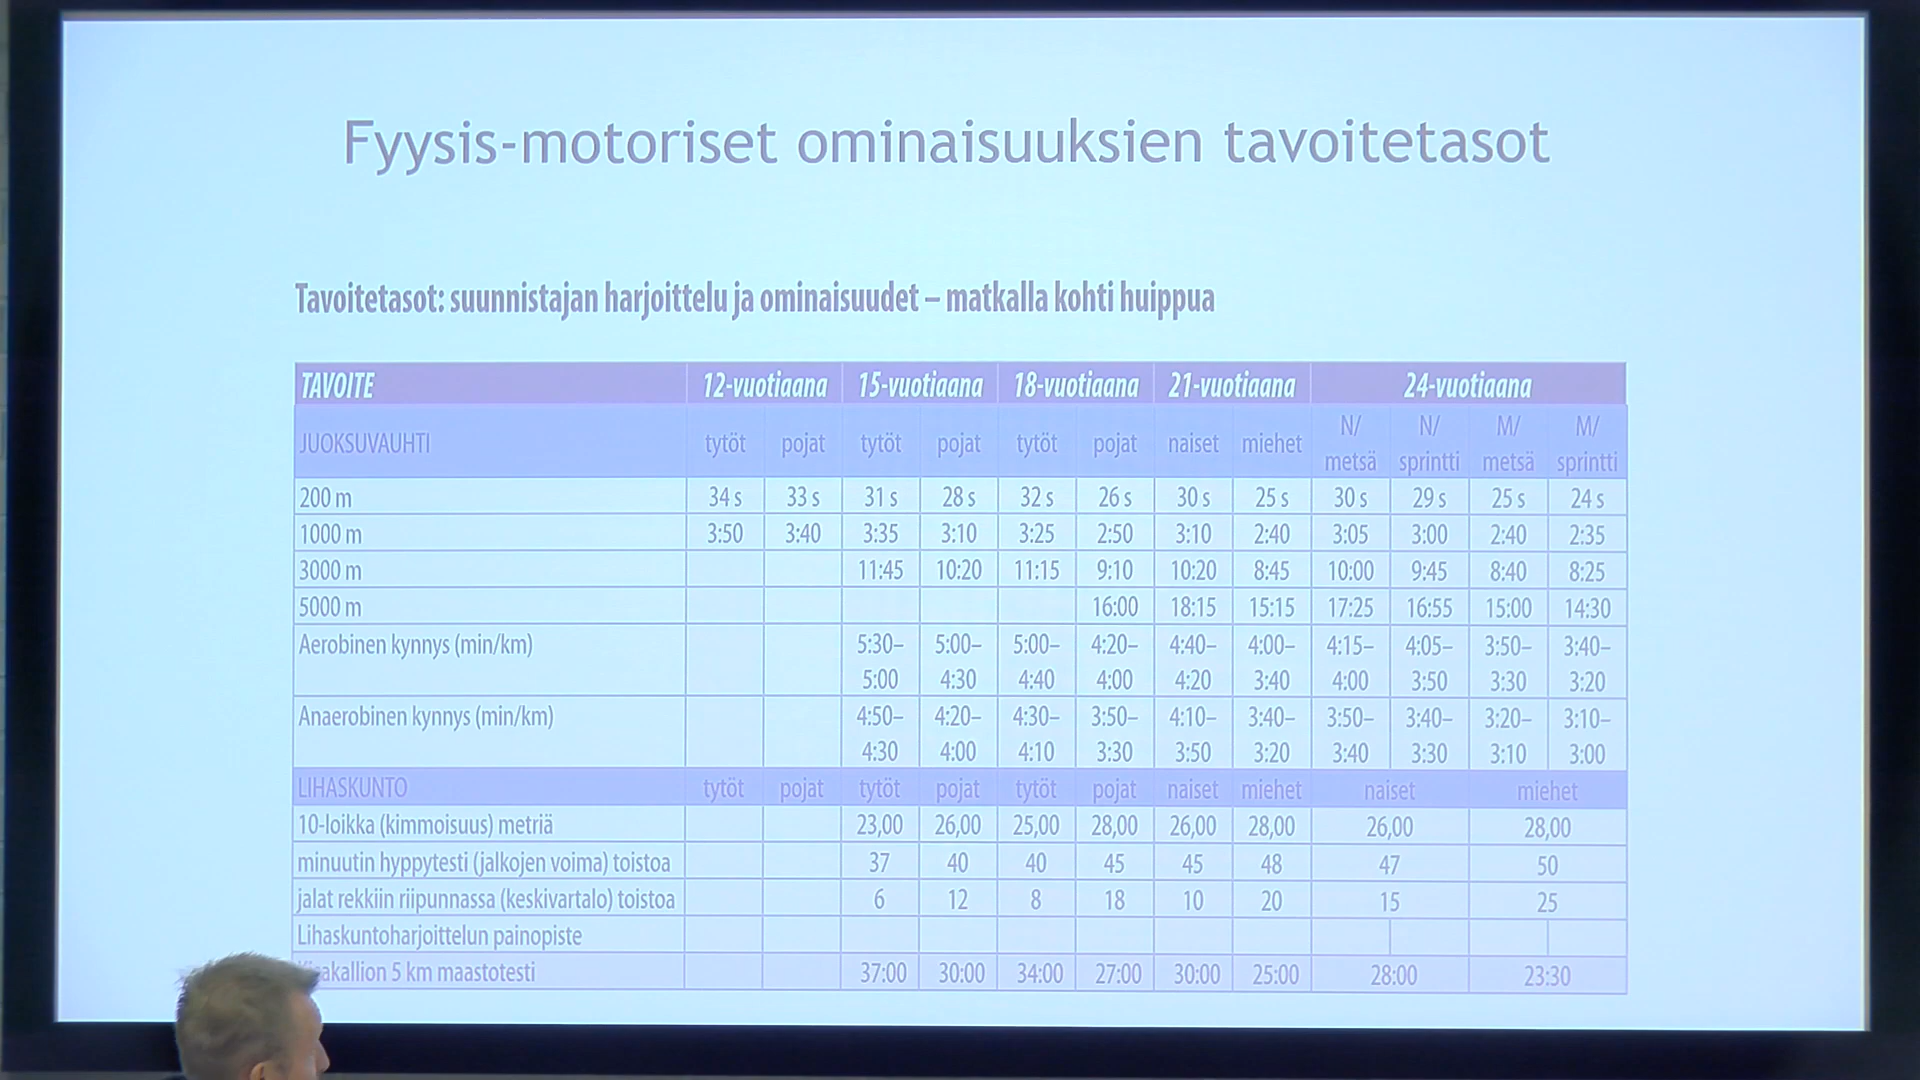 Fyysis-motoriset ominaisuuksien tavoitetasot
Tavoitetasot: suunnistajan harjoittelu ja ominaisuudet – matkalla kohti huippua
TAVOITE 12-vuotiaana 15-vuotiaana 18-vuotiaana 21-vuotiaana 24-vuotiaana
JUOKSUVAUHTI tytöt pojat tytöt pojat tytöt pojat naiset miehet N/metsä N/sprintti M/metsä M/sprintti
200 m 34 s 33 s 31 s 28 s 32 s 26 s 30 s 25 s 30 s 29 s 25 s 24 s
1000 m 3:50 3:40 3:35 3:10 3:25 2:50 3:10 2:40 3:05 3:00 2:40 2:35
3000 m 11:45 10:20 11:15 9:10 10:20 8:45 10:00 9:45 8:40 8:25
5000 m 16:00 18:15 15:15 17:25 16:55 15:00 14:30
Aerobinen kynnys (min/km) 5:30– 5:00– 5:00– 4:20– 4:40– 4:00– 4:15– 4:05– 3:50– 3:40–
5:00 4:30 4:40 4:00 4:20 3:40 4:00 3:50 3:30 3:20
Anaerobinen kynnys (min/km) 4:50– 4:20– 4:30– 3:50– 4:10– 3:40– 3:50– 3:40– 3:20– 3:10–
4:30 4:00 4:10 3:30 3:50 3:20 3:40 3:30 3:10 3:00
LIHASKUNTO tytöt pojat tytöt pojat tytöt pojat naiset miehet naiset miehet
10-loikka (kimmoisuus) metriä 23,00 26,00 25,00 28,00 26,00 28,00 26,00 28,00
minuutin hyppytesti (jalkojen voima) toistoa 37 40 40 45 45 48 47 50
jalat rekkiin riipunnassa (keskivartalo) toistoa 6 12 8 18 10 20 15 25
Lihaskuntoharjoittelun painopiste
5 km maastotesti 37:00 30:00 34:00 27:00 30:00 25:00 28:00 23:30